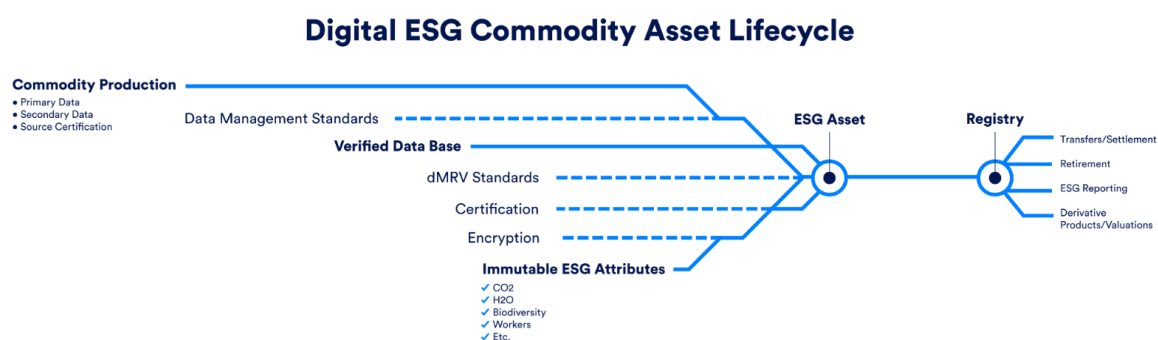 Digital ESG Commodity Asset Lifecycle
Commodity Production
• Primary Data
• Secondary Data
• Source Certification
Data Management Standards
Verified Data Base
dMRV Standards
Certification
Encryption
Immutable ESG Attributes
✓ CO2
✓ H2O
✓ Biodiversity
✓ Workers
✓ Etc.
ESG Asset
Registry
Transfers/Settlement
Retirement
ESG Reporting
Derivative
Products/Valuations